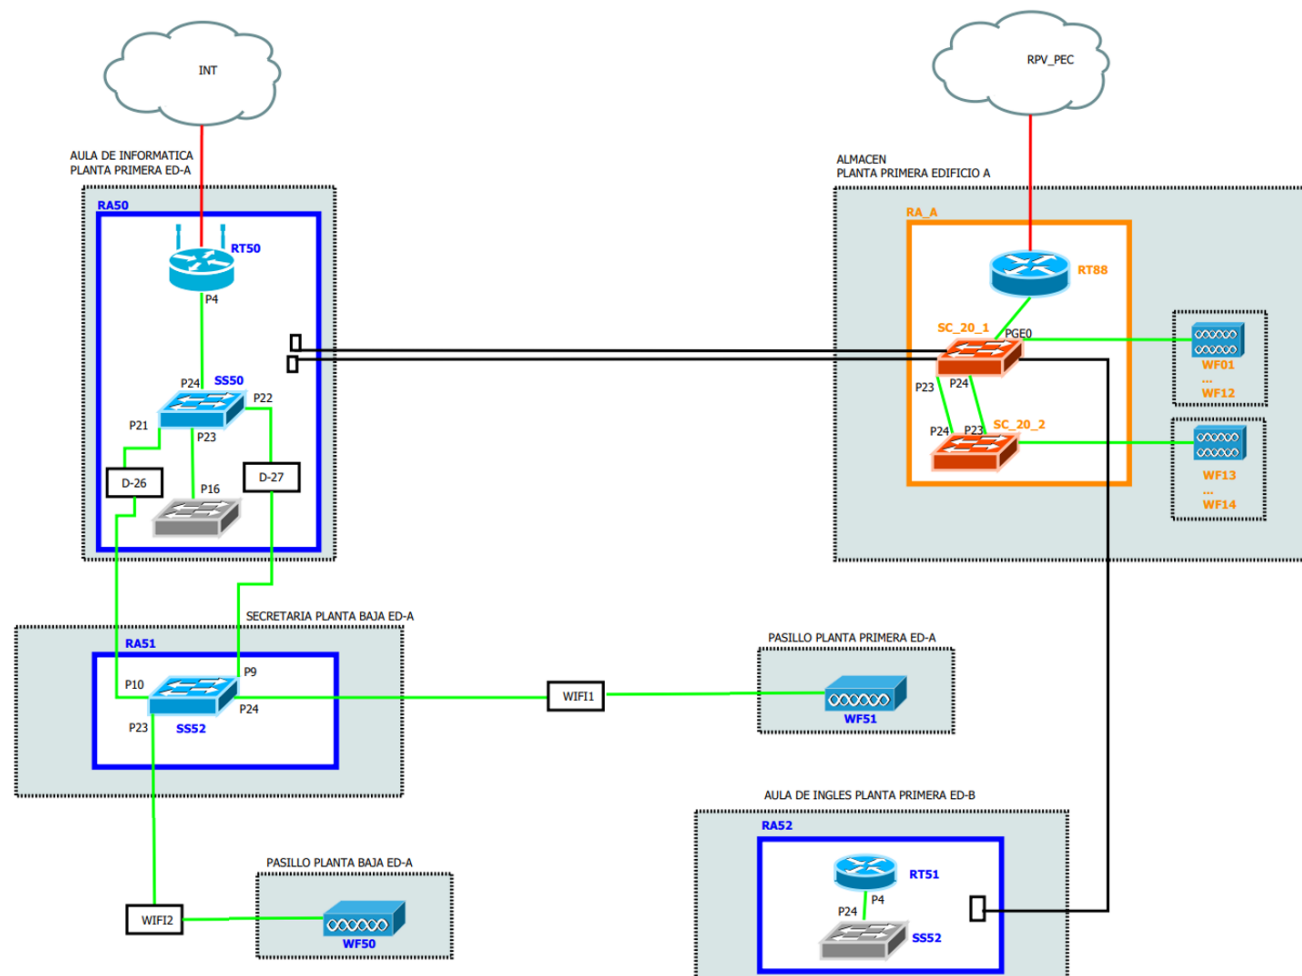 INT
RPV_PEC
AULA DE INFORMATICA
PLANTA PRIMERA ED-A
ALMACEN
PLANTA PRIMERA EDIFICIO A
RA50
RT50
P4
P24
SS50
P22
P21
P23
D-26
D-27
P16
RA_A
RT88
SC_20_1
PGE0
WF01
...
WF12
P23
P24
P24
P23
SC_20_2
WF13
...
WF14
SECRETARIA PLANTA BAJA ED-A
RA51
P9
P10
P24
P23
SS52
WIFI1
PASILLO PLANTA PRIMERA ED-A
WF51
AULA DE INGLES PLANTA PRIMERA ED-B
RA52
RT51
P4
P24
SS52
PASILLO PLANTA BAJA ED-A
WIFI2
WF50